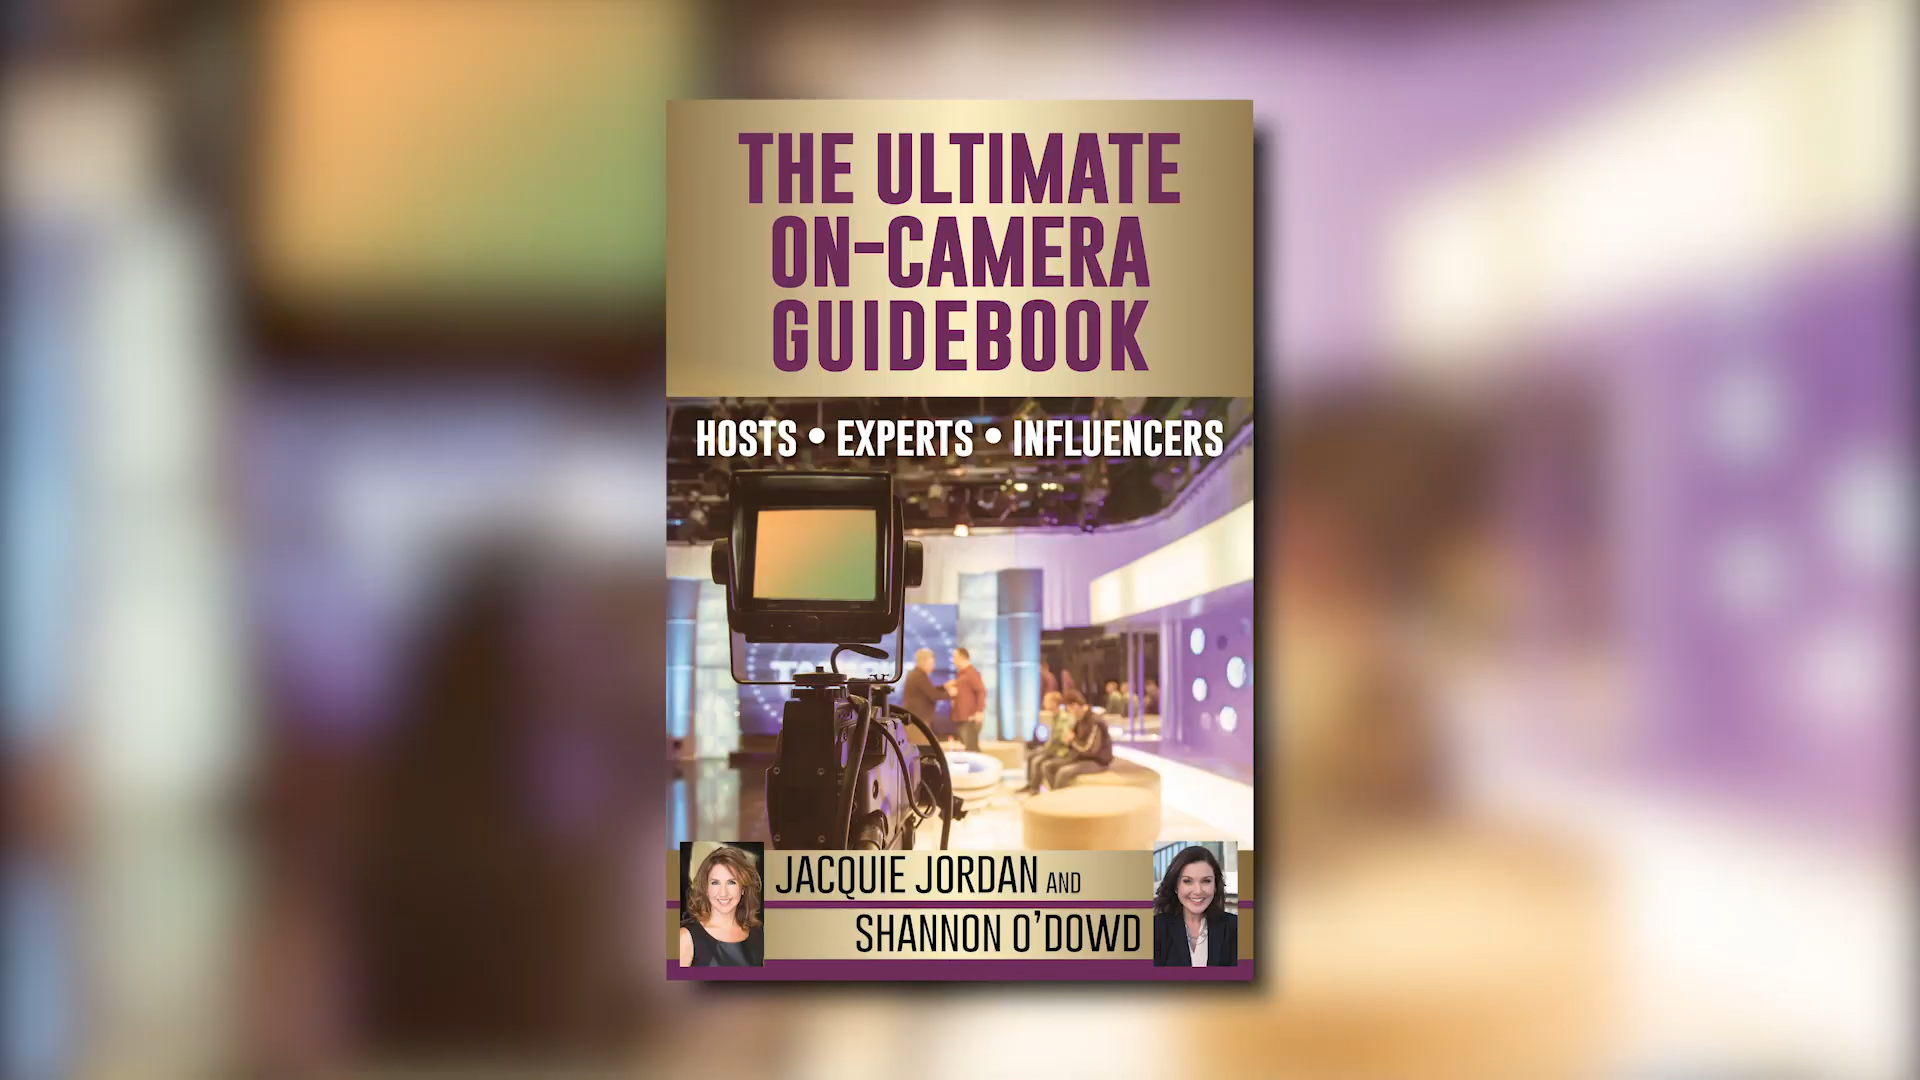 THE ULTIMATE
ON-CAMERA
GUIDEBOOK
HOSTS • EXPERTS • INFLUENCERS
JACQUIE JORDAN AND
SHANNON O'DOWD